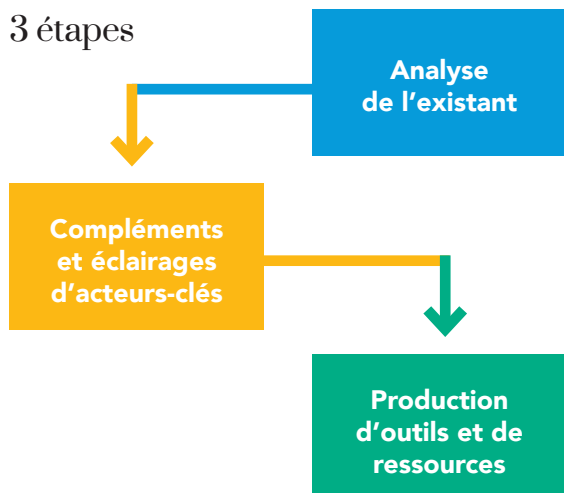 3 étapes
Analyse
de l’existant
Compléments
et éclairages
d’acteurs-clés
Production
d’outils et de
ressources